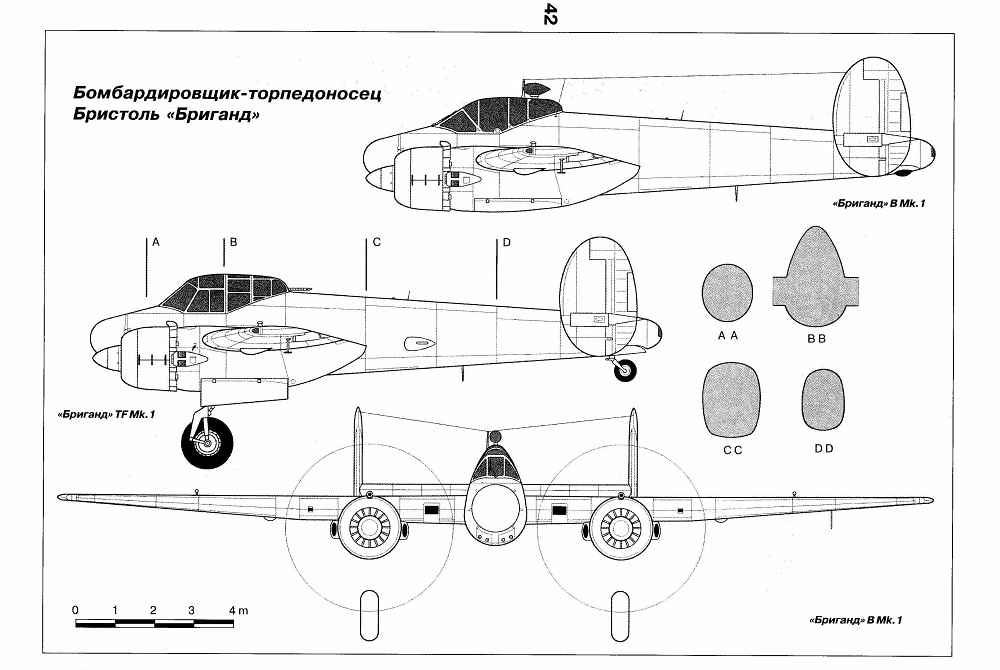 42
Бомбардировщик-торпедоносец
Бристоль «Бриганд»
«Бриганд» B Mk. 1
A B C D
A A
B B
«Бриганд» TF Mk. 1
C C
D D
0 1 2 3 4 m
«Бриганд» B Mk. 1